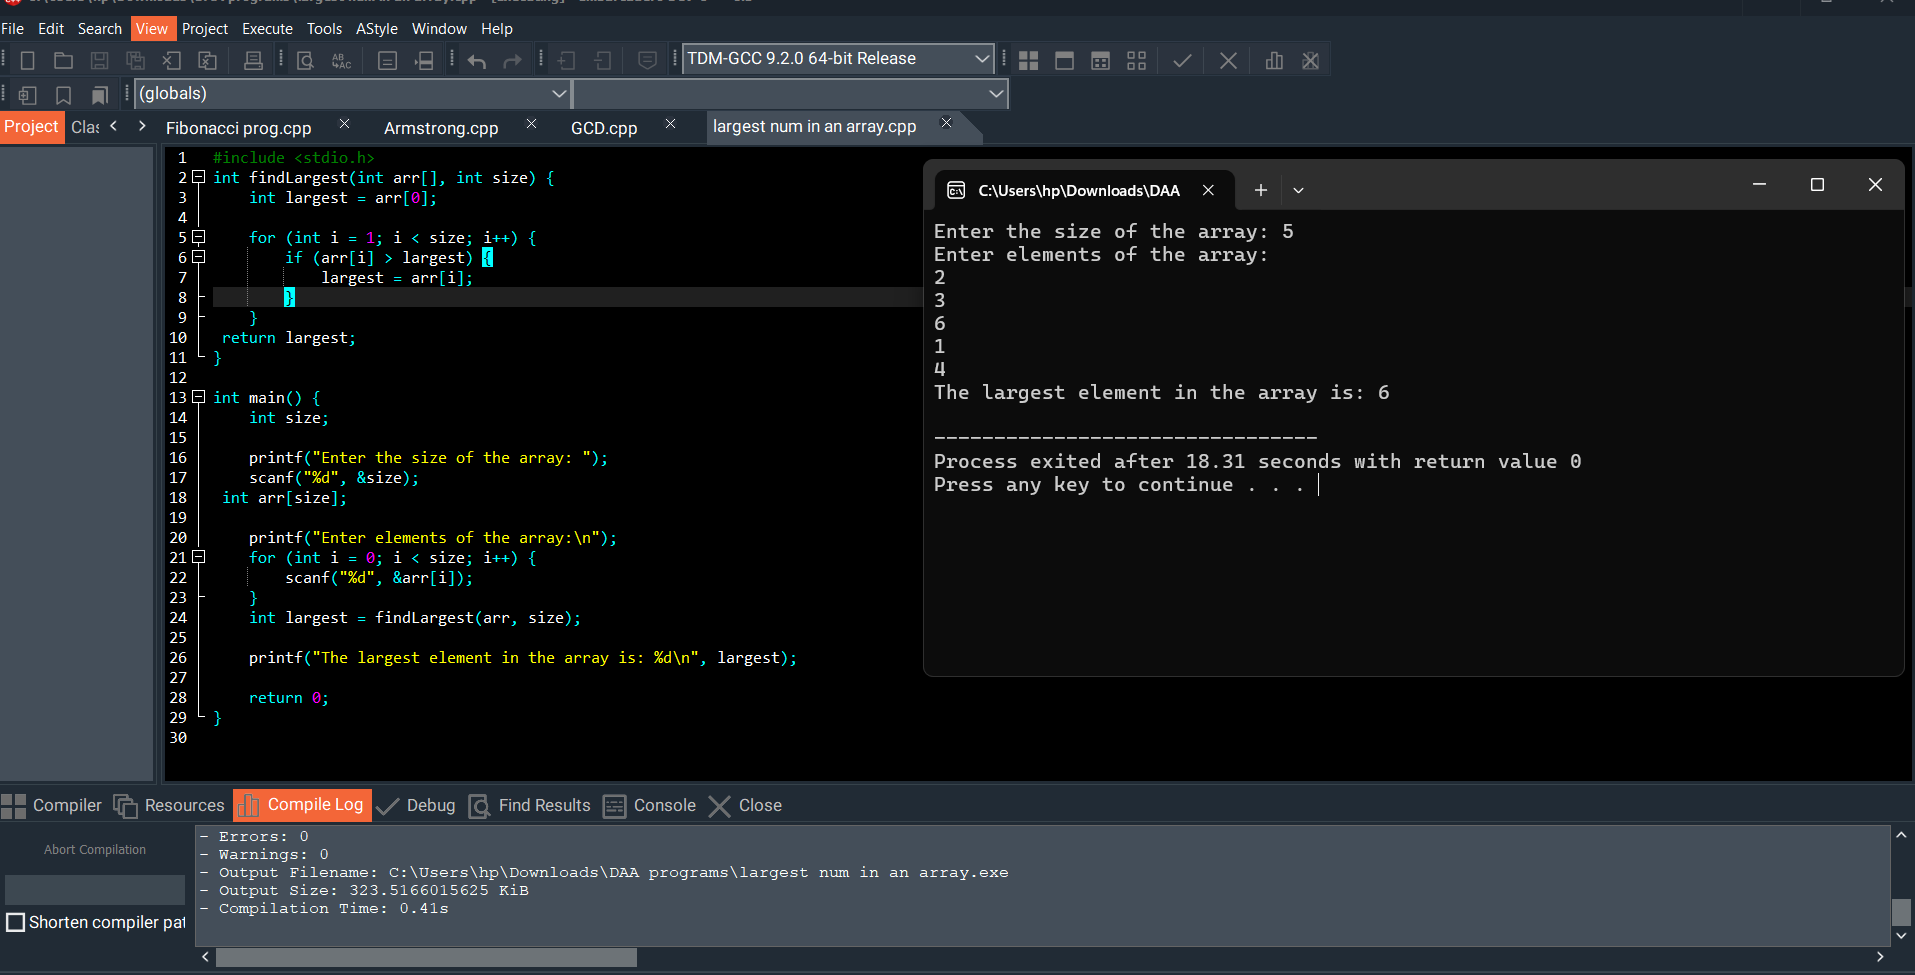 File Edit Search View Project Execute Tools AStyle Window Help
TDM-GCC 9.2.0 64-bit Release
(globals)
Project Clas
Fibonacci prog.cpp Armstrong.cpp GCD.cpp largest num in an array.cpp
1 #include <stdio.h>
2 int findLargest(int arr[], int size) {
3     int largest = arr[0];
4
5     for (int i = 1; i < size; i++) {
6         if (arr[i] > largest) {
7             largest = arr[i];
8         }
9     }
10  return largest;
11 }
12
13 int main() {
14     int size;
15
16     printf("Enter the size of the array: ");
17     scanf("%d", &size);
18  int arr[size];
19
20     printf("Enter elements of the array:\n");
21     for (int i = 0; i < size; i++) {
22         scanf("%d", &arr[i]);
23     }
24     int largest = findLargest(arr, size);
25
26     printf("The largest element in the array is: %d\n", largest);
27
28     return 0;
29 }
30
C:\Users\hp\Downloads\DAA
Enter the size of the array: 5
Enter elements of the array:
2
3
6
1
4
The largest element in the array is: 6
--------------------------------
Process exited after 18.31 seconds with return value 0
Press any key to continue . . .
Compiler Resources Compile Log Debug Find Results Console Close
Abort Compilation
Shorten compiler pat
- Errors: 0
- Warnings: 0
- Output Filename: C:\Users\hp\Downloads\DAA programs\largest num in an array.exe
- Output Size: 323.5166015625 KiB
- Compilation Time: 0.41s